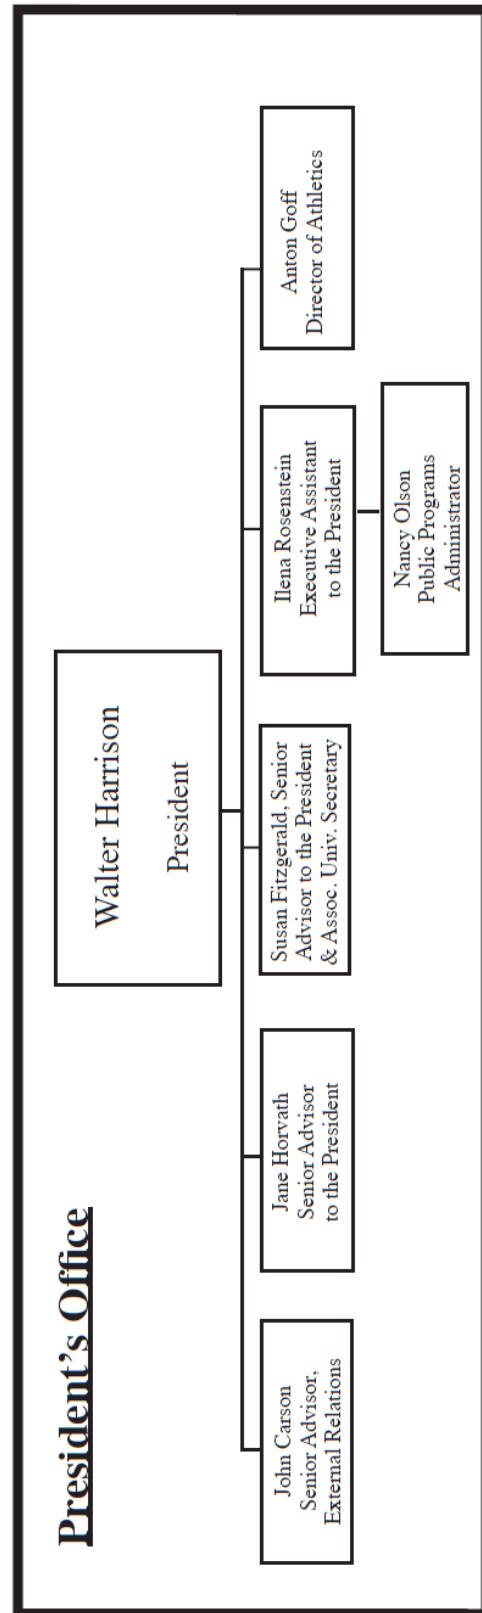 President's Office
Walter Harrison
President
John Carson
Senior Advisor,
External Relations
Jane Horvath
Senior Advisor
to the President
Susan Fitzgerald, Senior
Advisor to the President
& Assoc. Univ. Secretary
Ilena Rosenstein
Executive Assistant
to the President
Anton Goff
Director of Athletics
Nancy Olson
Public Programs
Administrator